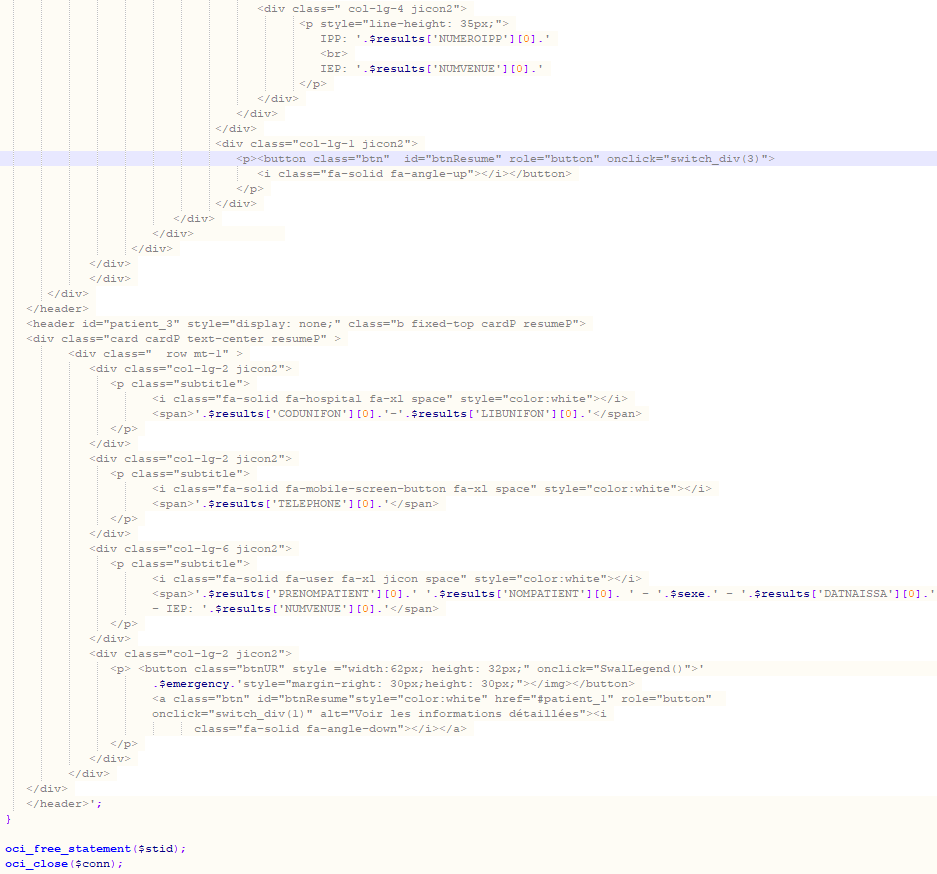 <div class=" col-lg-4 jicon2">
<p style="line-height: 35px;">
IPP: '.$results['NUMEROIPP'][0].'
<br>
IEP: '.$results['NUMVENUE'][0].'
</p>
</div>
</div>
</div>
<div class="col-lg-1 jicon2">
<p><button class="btn"  id="btnResume" role="button" onclick="switch_div(3)">
<i class="fa-solid fa-angle-up"></i></button>
</p>
</div>
</div>
</div>
</div>
</div>
</div>
</div>
</header>
<header id="patient_3" style="display: none;" class="b fixed-top cardP resumeP">
<div class="card cardP text-center resumeP" >
<div class="  row mt-1" >
<div class="col-lg-2 jicon2">
<p class="subtitle">
<i class="fa-solid fa-hospital fa-xl space" style="color:white"></i>
<span>'.$results['CODUNIFON'][0].'-'.$results['LIBUNIFON'][0].'</span>
</p>
</div>
<div class="col-lg-2 jicon2">
<p class="subtitle">
<i class="fa-solid fa-mobile-screen-button fa-xl space" style="color:white"></i>
<span>'.$results['TELEPHONE'][0].'</span>
</p>
</div>
<div class="col-lg-6 jicon2">
<p class="subtitle">
<i class="fa-solid fa-user fa-xl jicon space" style="color:white"></i>
<span>'.$results['PRENOMPATIENT'][0].' '.$results['NOMPATIENT'][0]. ' - '.$sexe.' - '.$results['DATNAISSA'][0].'
- IEP: '.$results['NUMVENUE'][0].'</span>
</p>
</div>
<div class="col-lg-2 jicon2">
<p> <button class="btnUR" style ="width:62px; height: 32px;" onclick="SwalLegend()">'
.$emergency.'style="margin-right: 30px;height: 30px;"></img></button>
<a class="btn" id="btnResume"style="color:white" href="#patient_1" role="button"
onclick="switch_div(1)" alt="Voir les informations détaillées"><i
class="fa-solid fa-angle-down"></i></a>
</p>
</div>
</div>
</div>
</header>';
}
oci_free_statement($stid);
oci_close($conn);